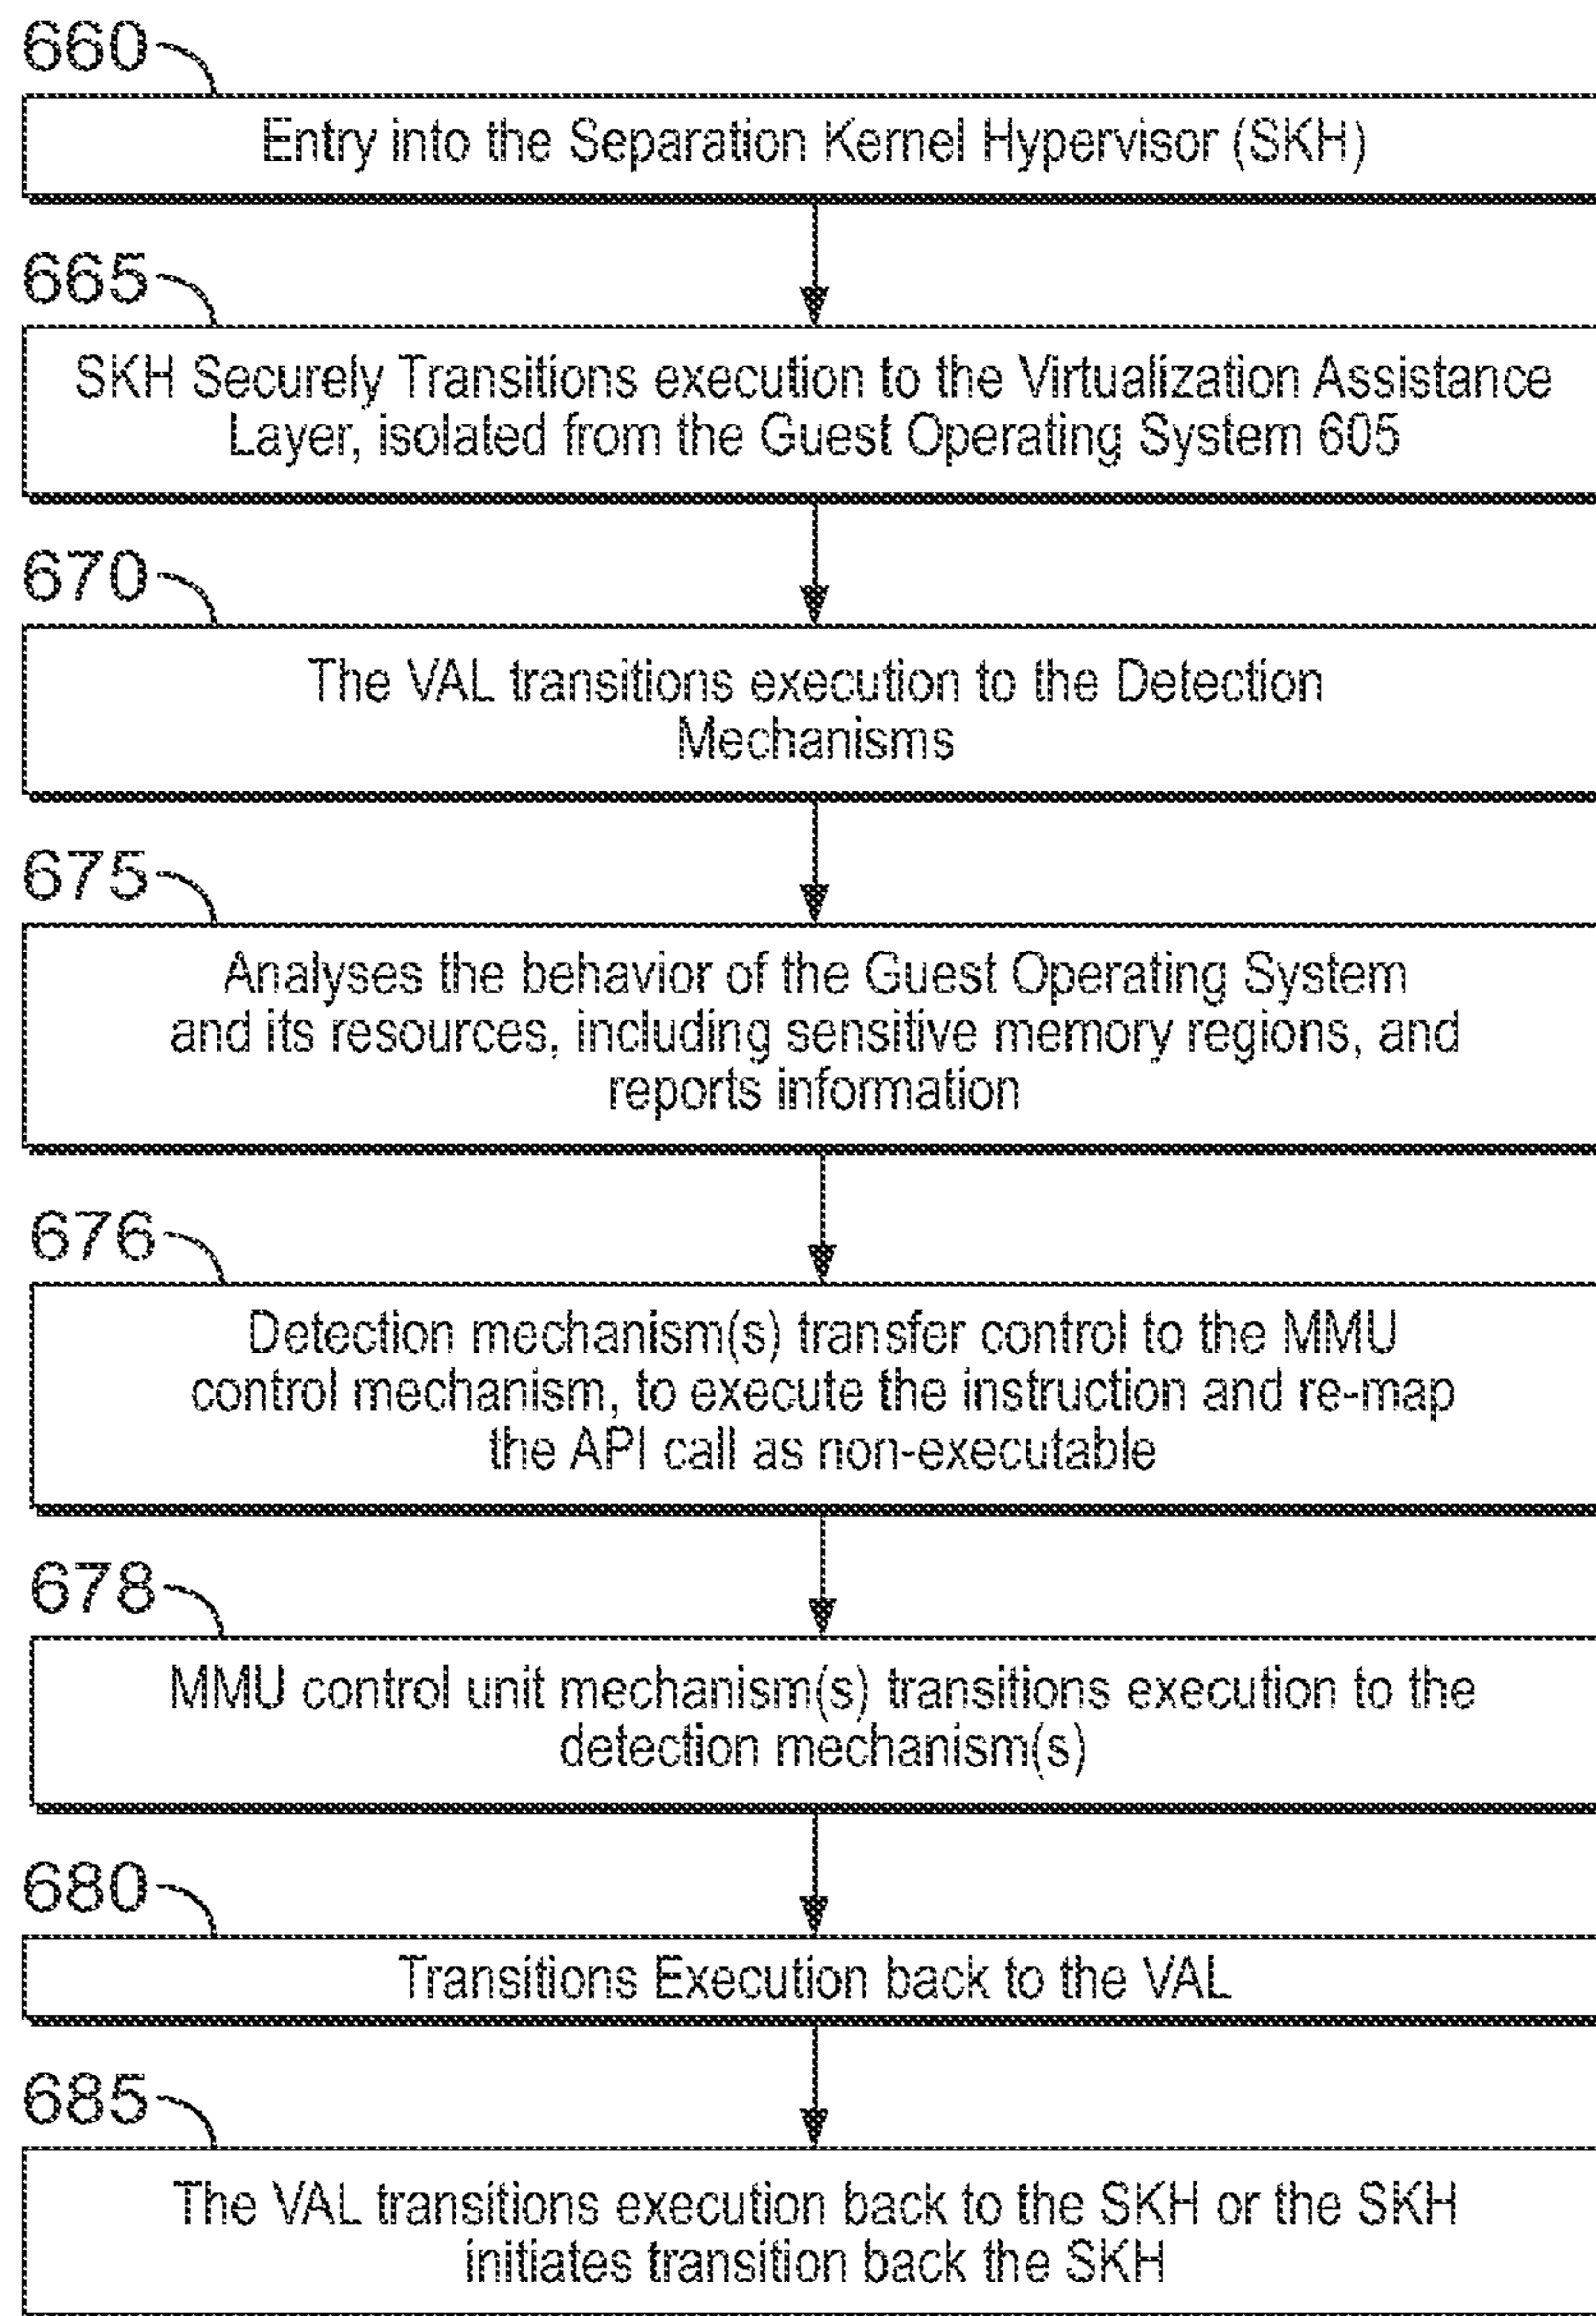 660
Entry into the Separation Kernel Hypervisor (SKH)
665
SKH Securely Transitions execution to the Virtualization Assistance
Layer, isolated from the Guest Operating System 605
670
The VAL transitions execution to the Detection
Mechanisms
675
Analyses the behavior of the Guest Operating System
and its resources, including sensitive memory regions, and
reports information
676
Detection mechanism(s) transfer control to the MMU
control mechanism, to execute the instruction and re-map
the API call as non-executable
678
MMU control unit mechanism(s) transitions execution to the
detection mechanism(s)
680
Transitions Execution back to the VAL
685
The VAL transitions execution back to the SKH or the SKH
initiates transition back the SKH